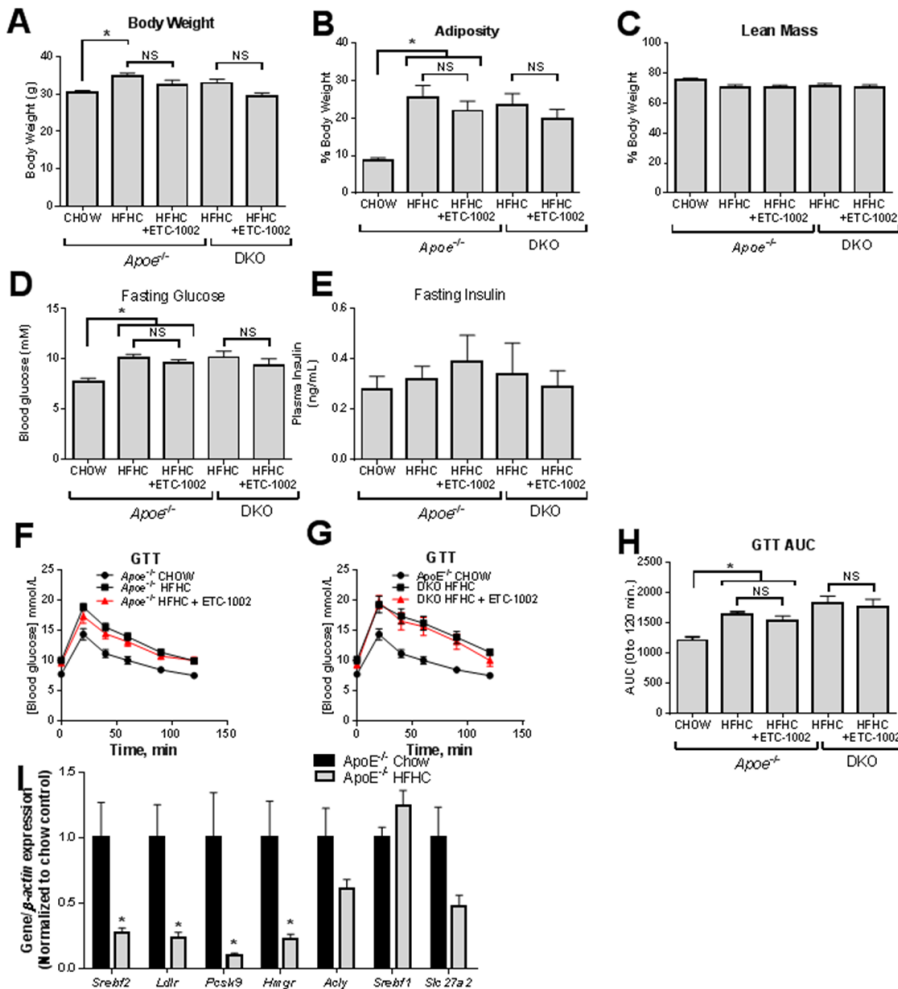 A
Body Weight
Body Weight (g)
40
30
20
10
0
*
NS
NS
CHOW
HFHC
HFHC
+ETC-1002
HFHC
HFHC
+ETC-1002
Apoe-/-
DKO
B
Adiposity
% Body Weight
40
30
20
10
0
*
NS
NS
CHOW
HFHC
HFHC
+ETC-1002
HFHC
HFHC
+ETC-1002
Apoe-/-
DKO
C
Lean Mass
% Body Weight
100
80
60
40
20
0
CHOW
HFHC
HFHC
+ETC-1002
HFHC
HFHC
+ETC-1002
Apoe-/-
DKO
D
Fasting Glucose
Blood glucose (mM)
15
10
5
0
*
NS
NS
CHOW
HFHC
HFHC
+ETC-1002
HFHC
HFHC
+ETC-1002
Apoe-/-
DKO
E
Fasting Insulin
Plasma Insulin
(ng/mL)
0.6
0.4
0.2
0.0
CHOW
HFHC
HFHC
+ETC-1002
HFHC
HFHC
+ETC-1002
Apoe-/-
DKO
F
GTT
Apoe-/- CHOW
Apoe-/- HFHC
Apoe-/- HFHC + ETC-1002
[Blood glucose] mmol/L
25
20
15
10
5
0
0
50
100
150
Time, min
G
GTT
ApoE-/- CHOW
DKO HFHC
DKO HFHC + ETC-1002
[Blood glucose] mmol/L
25
20
15
10
5
0
0
50
100
150
Time, min
H
GTT AUC
AUC (0 to 120 min.)
2500
2000
1500
1000
500
0
*
NS
NS
CHOW
HFHC
HFHC
+ETC-1002
HFHC
HFHC
+ETC-1002
Apoe-/-
DKO
I
ApoE-/- Chow
ApoE-/- HFHC
Gene/β-actin expression
(Normalized to chow control)
1.5
1.0
0.5
0.0
*
*
*
*
Srebf2
Ldlr
Pcsk9
Hmgr
Acly
Srebf1
Slc27a2